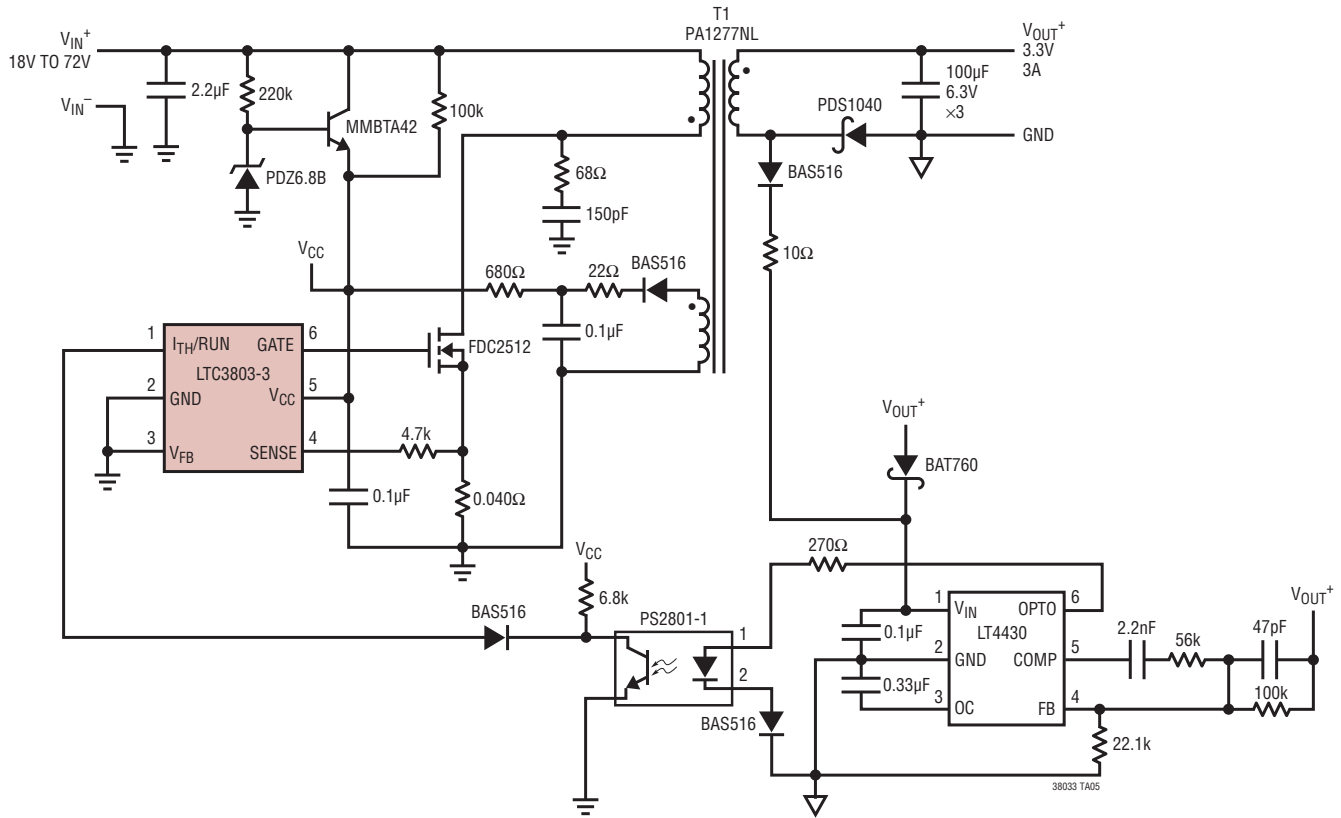 T1
PA1277NL
VIN+
18V TO 72V
VIN−
2.2µF
220k
MMBTA42
100k
PDZ6.8B
68Ω
150pF
VOUT+
3.3V
3A
100µF
6.3V
×3
PDS1040
GND
BAS516
10Ω
VCC
680Ω
22Ω
BAS516
0.1µF
FDC2512
1
ITH/RUN
GATE
6
LTC3803-3
2
GND
VCC
5
3
VFB
SENSE
4
4.7k
0.1µF
0.040Ω
VOUT+
BAT760
VCC
6.8k
BAS516
PS2801-1
1
2
BAS516
270Ω
1
VIN
OPTO
6
LT4430
0.1µF
2
GND
COMP
5
0.33µF
3
OC
FB
4
2.2nF
56k
47pF
VOUT+
100k
22.1k
38033 TA05